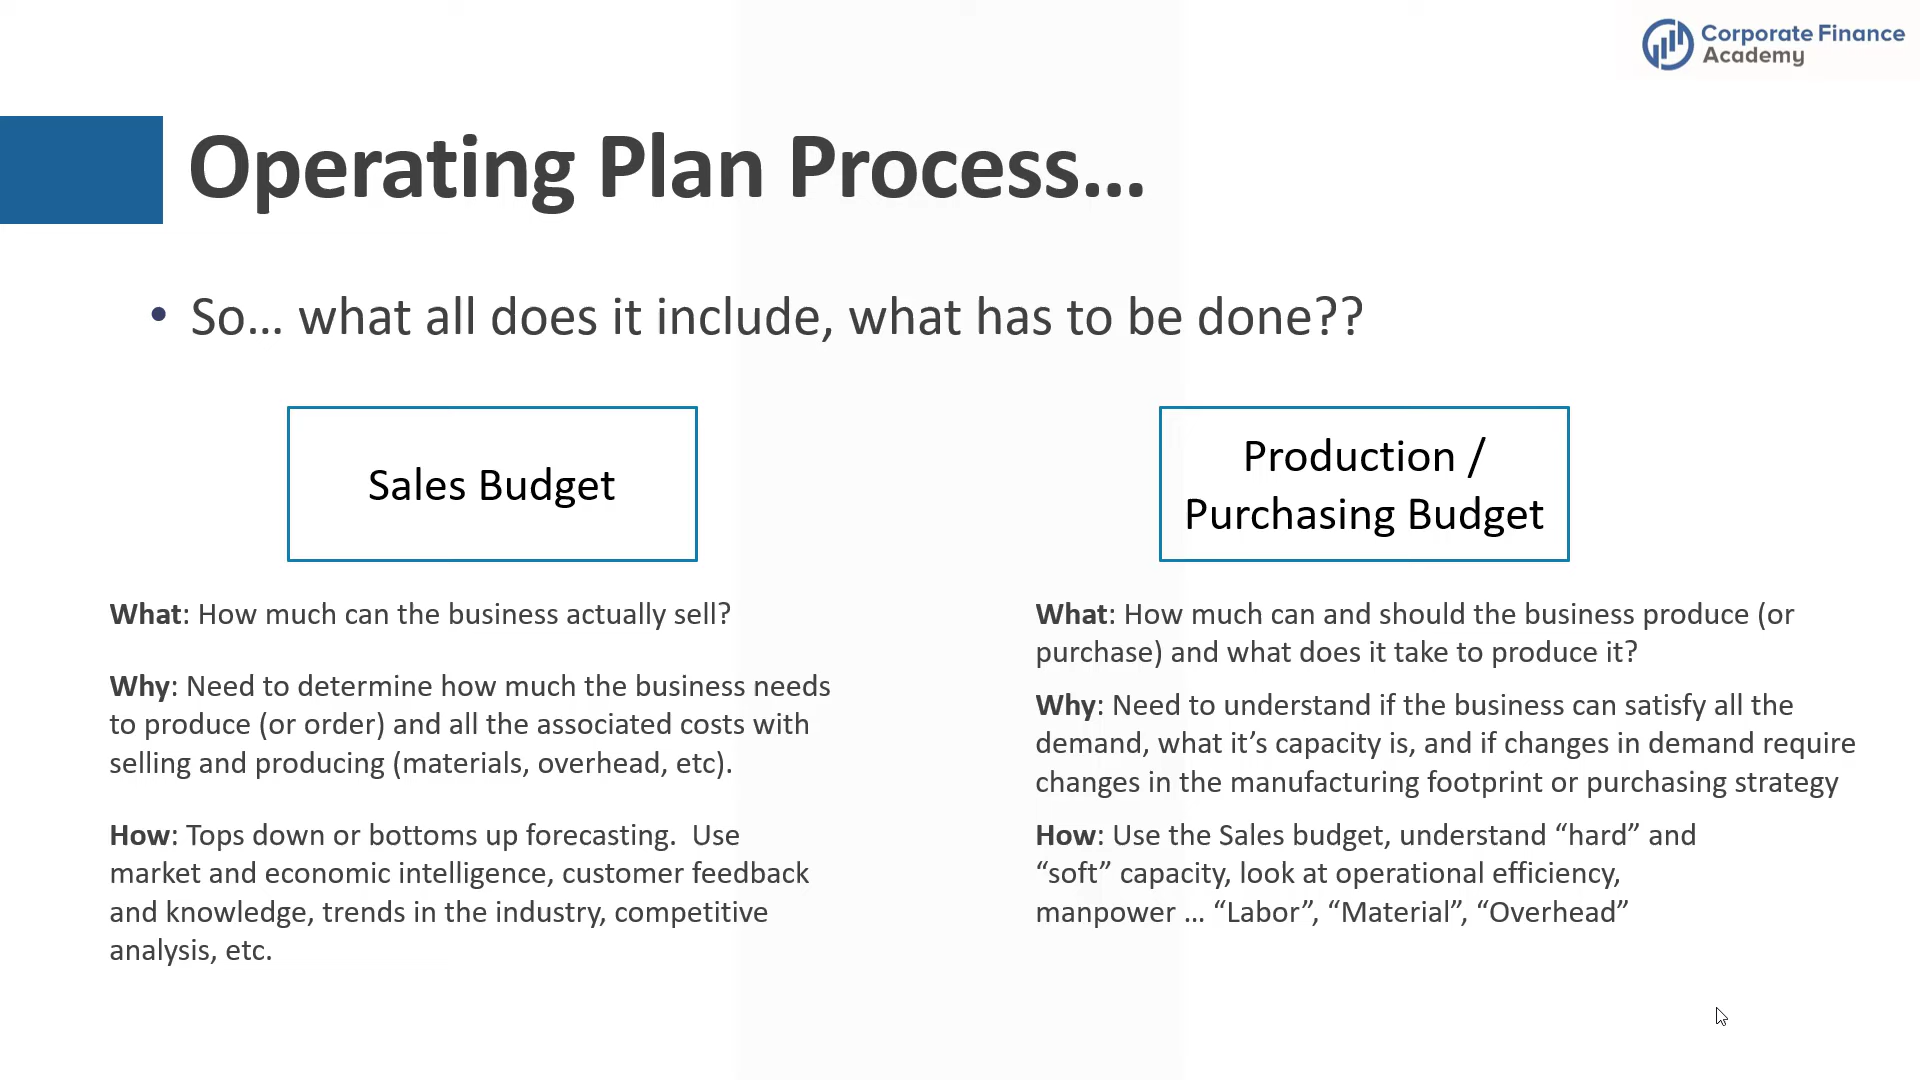 Corporate Finance
Academy
Operating Plan Process...
• So... what all does it include, what has to be done??
Sales Budget
What: How much can the business actually sell?
Why: Need to determine how much the business needs
to produce (or order) and all the associated costs with
selling and producing (materials, overhead, etc).
How: Tops down or bottoms up forecasting.  Use
market and economic intelligence, customer feedback
and knowledge, trends in the industry, competitive
analysis, etc.
Production /
Purchasing Budget
What: How much can and should the business produce (or
purchase) and what does it take to produce it?
Why: Need to understand if the business can satisfy all the
demand, what it’s capacity is, and if changes in demand require
changes in the manufacturing footprint or purchasing strategy
How: Use the Sales budget, understand “hard” and
“soft” capacity, look at operational efficiency,
manpower ... “Labor”, “Material”, “Overhead”